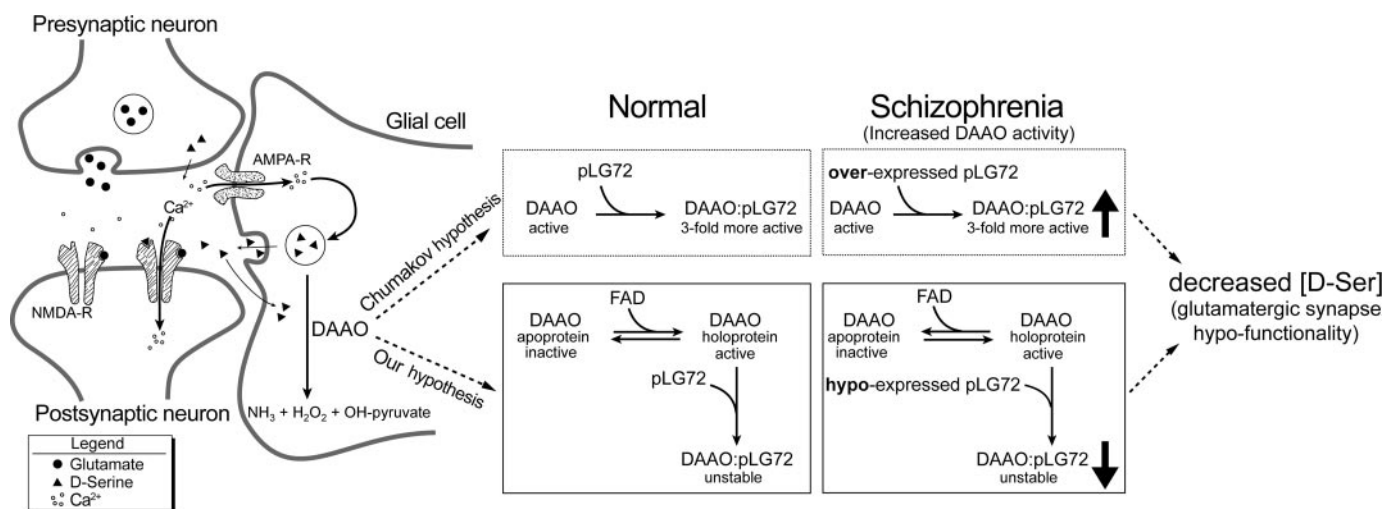 Presynaptic neuron
Glial cell
AMPA-R
Ca²⁺
NMDA-R
DAAO
NH₃ + H₂O₂ + OH-pyruvate
Postsynaptic neuron
Legend
Glutamate
D-Serine
Ca²⁺
Chumakov hypothesis
Our hypothesis
Normal
pLG72
DAAO
active
DAAO:pLG72
3-fold more active
FAD
DAAO
apoprotein
inactive
DAAO
holoprotein
active
pLG72
DAAO:pLG72
unstable
Schizophrenia
(Increased DAAO activity)
over-expressed pLG72
DAAO
active
DAAO:pLG72
3-fold more active
FAD
DAAO
apoprotein
inactive
DAAO
holoprotein
active
hypo-expressed pLG72
DAAO:pLG72
unstable
decreased [D-Ser]
(glutamatergic synapse
hypo-functionality)